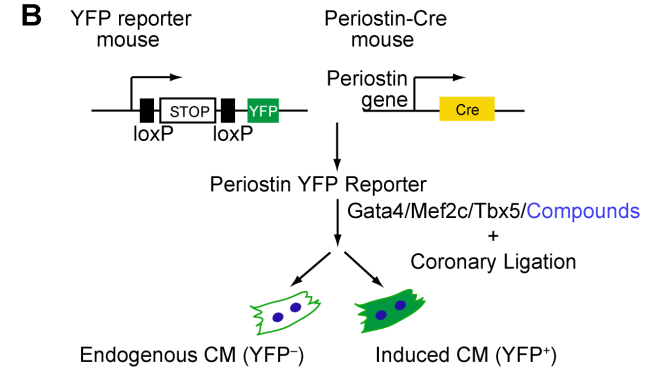 B
YFP reporter
mouse
Periostin-Cre
mouse
Periostin
gene
STOP
YFP
Cre
loxP
loxP
Periostin YFP Reporter
Gata4/Mef2c/Tbx5/Compounds
+
Coronary Ligation
Endogenous CM (YFP⁻)
Induced CM (YFP⁺)